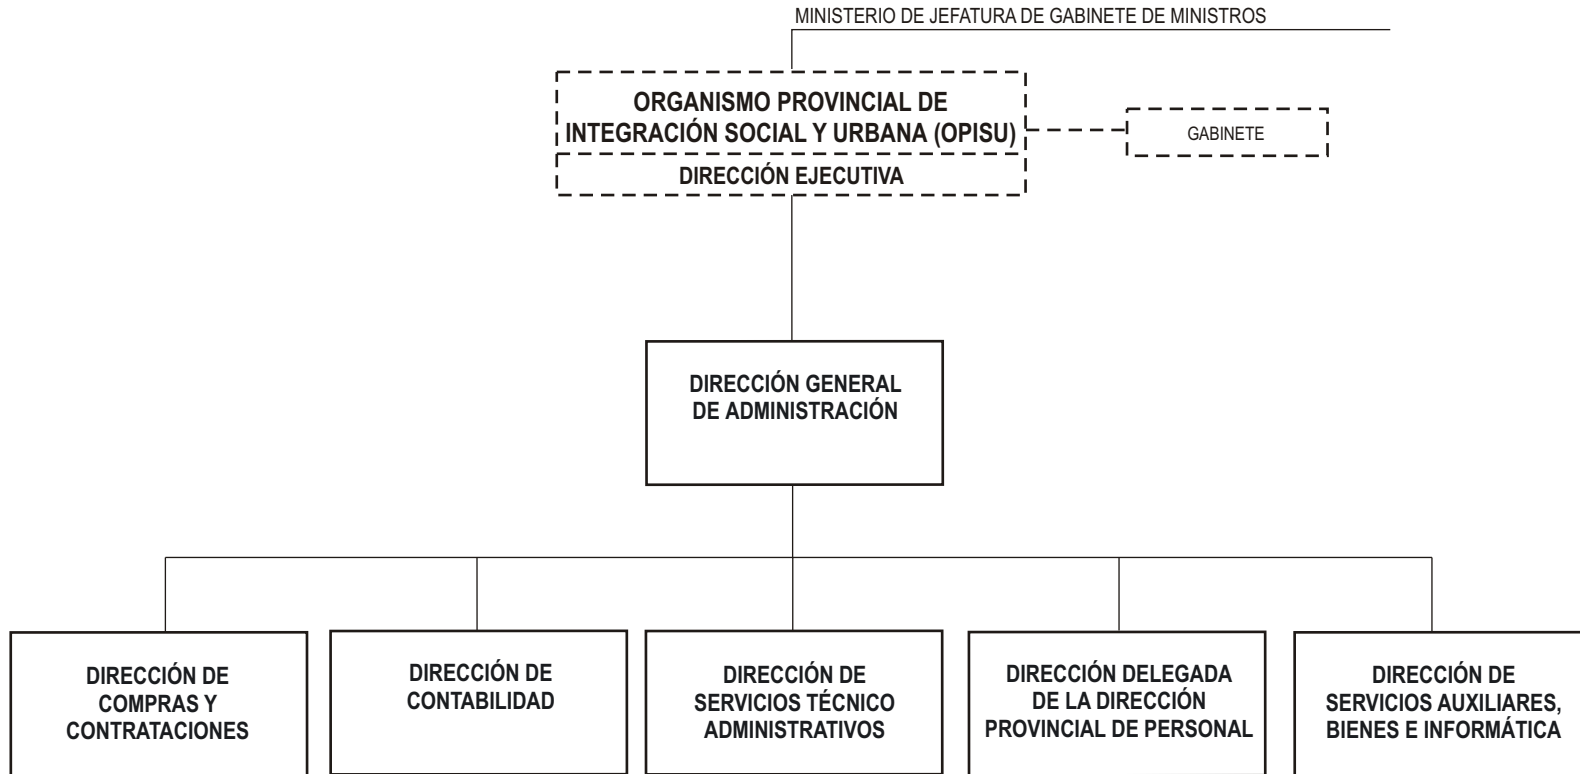 MINISTERIO DE JEFATURA DE GABINETE DE MINISTROS
ORGANISMO PROVINCIAL DE
INTEGRACIÓN SOCIAL Y URBANA (OPISU)
DIRECCIÓN EJECUTIVA
GABINETE
DIRECCIÓN GENERAL
DE ADMINISTRACIÓN
DIRECCIÓN DE
COMPRAS Y
CONTRATACIONES
DIRECCIÓN DE
CONTABILIDAD
DIRECCIÓN DE
SERVICIOS TÉCNICO
ADMINISTRATIVOS
DIRECCIÓN DELEGADA
DE LA DIRECCIÓN
PROVINCIAL DE PERSONAL
DIRECCIÓN DE
SERVICIOS AUXILIARES,
BIENES E INFORMÁTICA